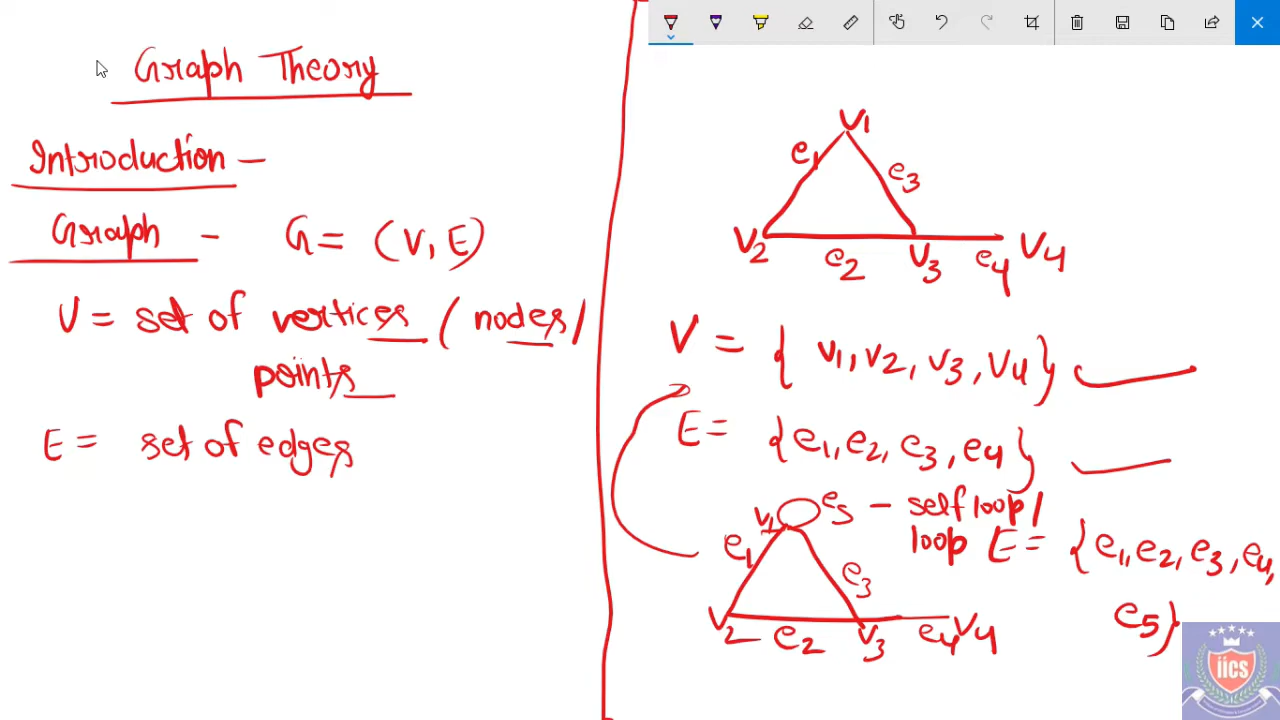 Graph Theory
Introduction -
Graph - G = (V, E)
V = set of vertices / nodes /
points
E = set of edges
V1
e1
e3
V2
e2
V3
e4
V4
V = { V1, V2, V3, V4 }
E = { e1, e2, e3, e4 }
V1
e5 - self loop /
loop E = { e1, e2, e3, e4,
e5 }
e1
e3
V2
e2
V3
e4
V4
iics